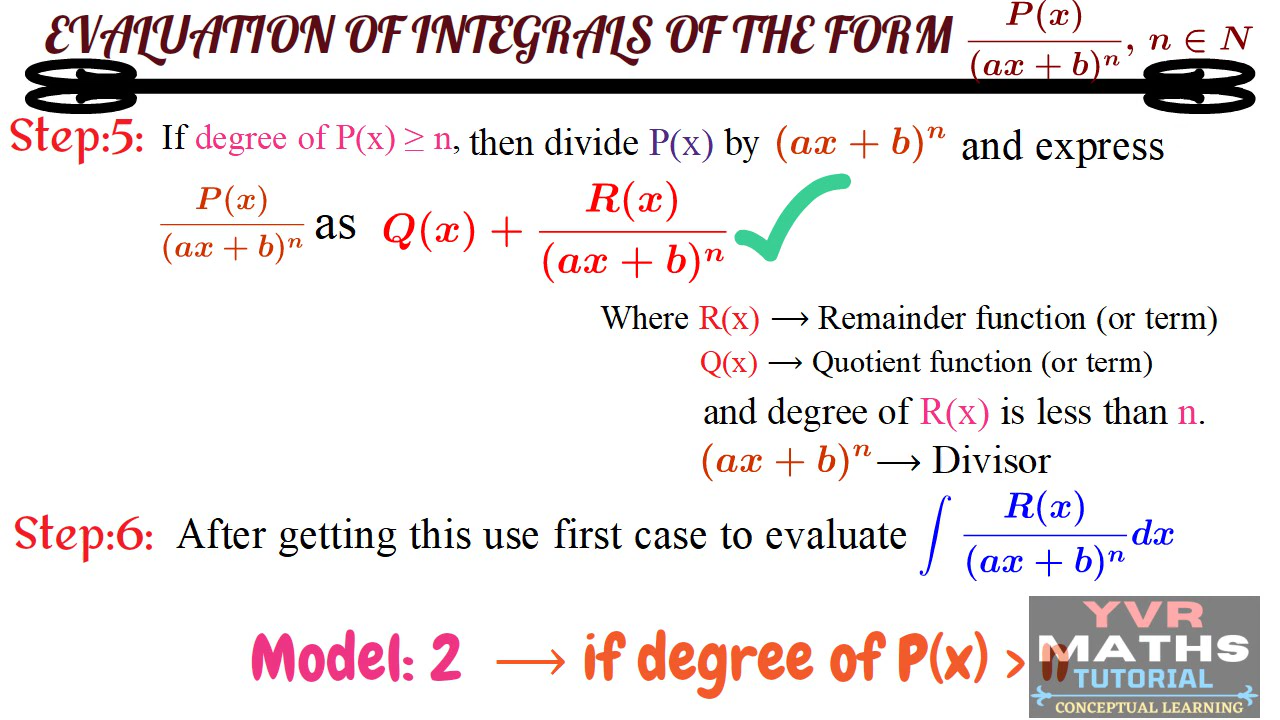 EVALUATION OF INTEGRALS OF THE FORM P(x)/(ax + b)ⁿ, n ∈ N
Step:5: If degree of P(x) ≥ n, then divide P(x) by (ax + b)ⁿ and express
P(x)/(ax + b)ⁿ as Q(x) + R(x)/(ax + b)ⁿ
Where R(x) ⟶ Remainder function (or term)
Q(x) ⟶ Quotient function (or term)
and degree of R(x) is less than n.
(ax + b)ⁿ ⟶ Divisor
Step:6: After getting this use first case to evaluate ∫ R(x)/(ax + b)ⁿ dx
Model: 2 ⟶ if degree of P(x) > n
YVR
MATHS
TUTORIAL
CONCEPTUAL LEARNING